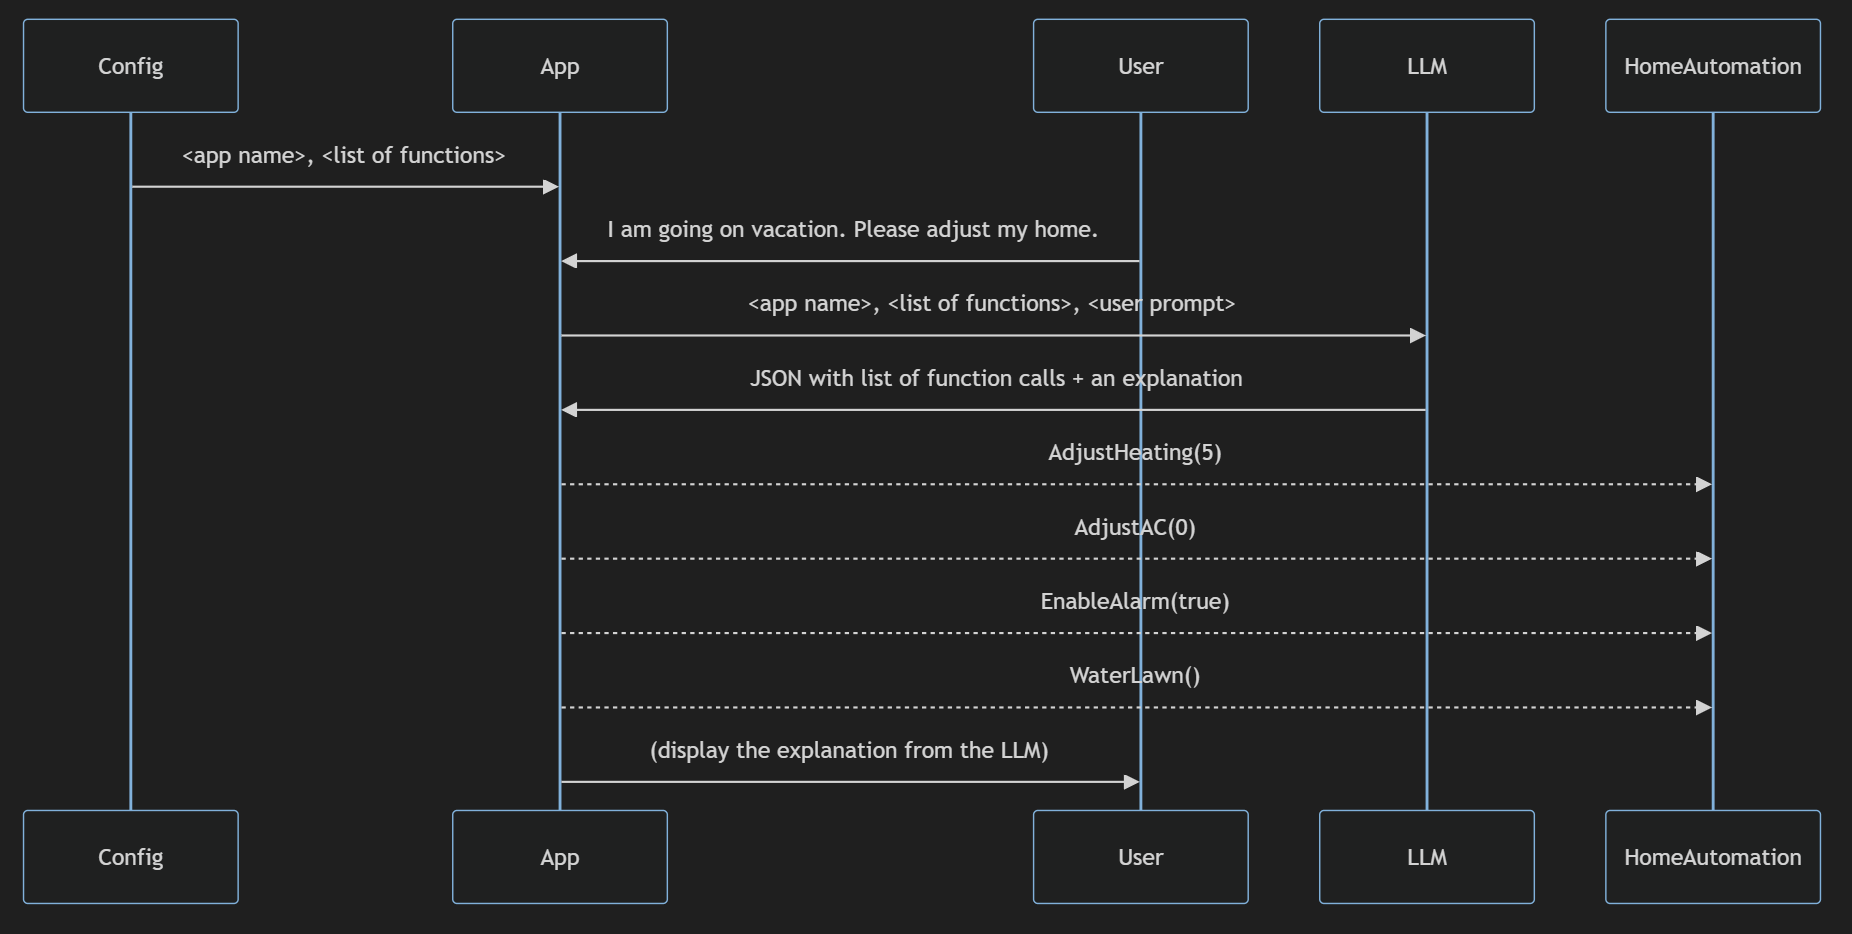 Config
App
User
LLM
HomeAutomation
<app name>, <list of functions>
I am going on vacation. Please adjust my home.
<app name>, <list of functions>, <user prompt>
JSON with list of function calls + an explanation
AdjustHeating(5)
AdjustAC(0)
EnableAlarm(true)
WaterLawn()
(display the explanation from the LLM)
Config
App
User
LLM
HomeAutomation